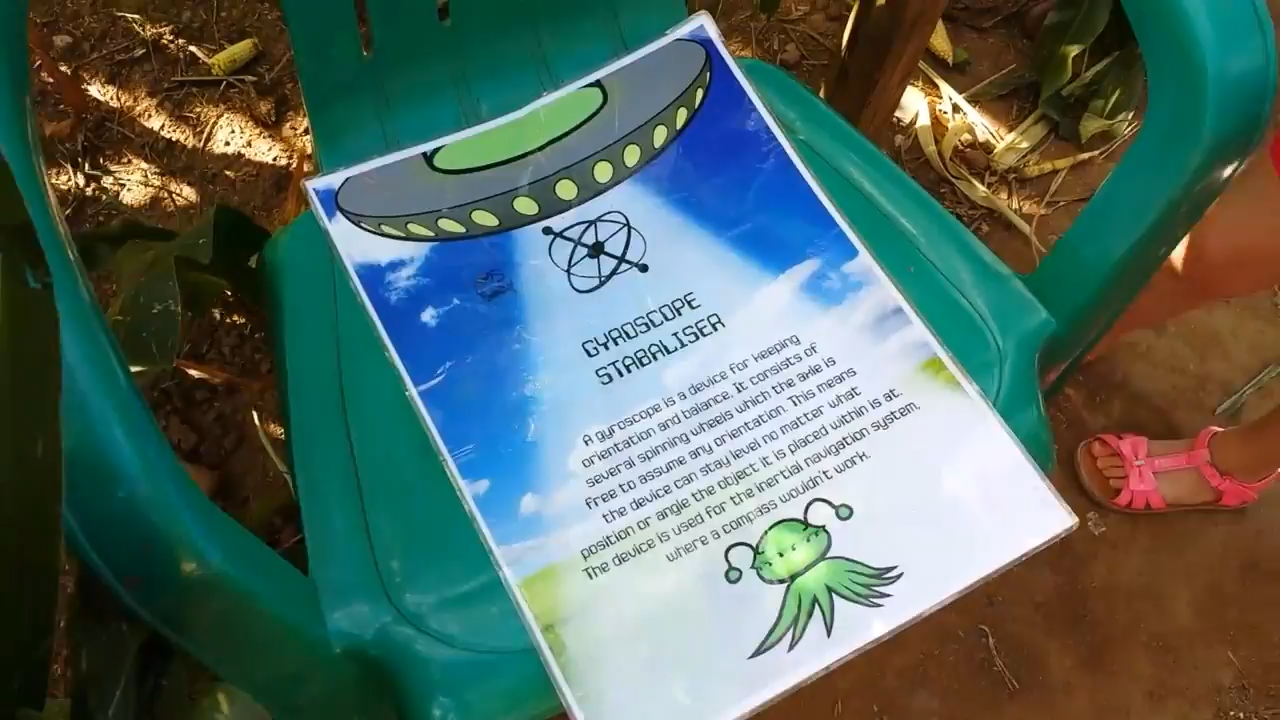 GYROSCOPE
STABALISER
A gyroscope is a device for keeping
orientation and balance. It consists of
several spinning wheels which the axle is
free to assume any orientation. This means
the device can stay level no matter what
position or angle the object it is placed within is at.
The device is used for the inertial navigation system,
where a compass wouldn't work.